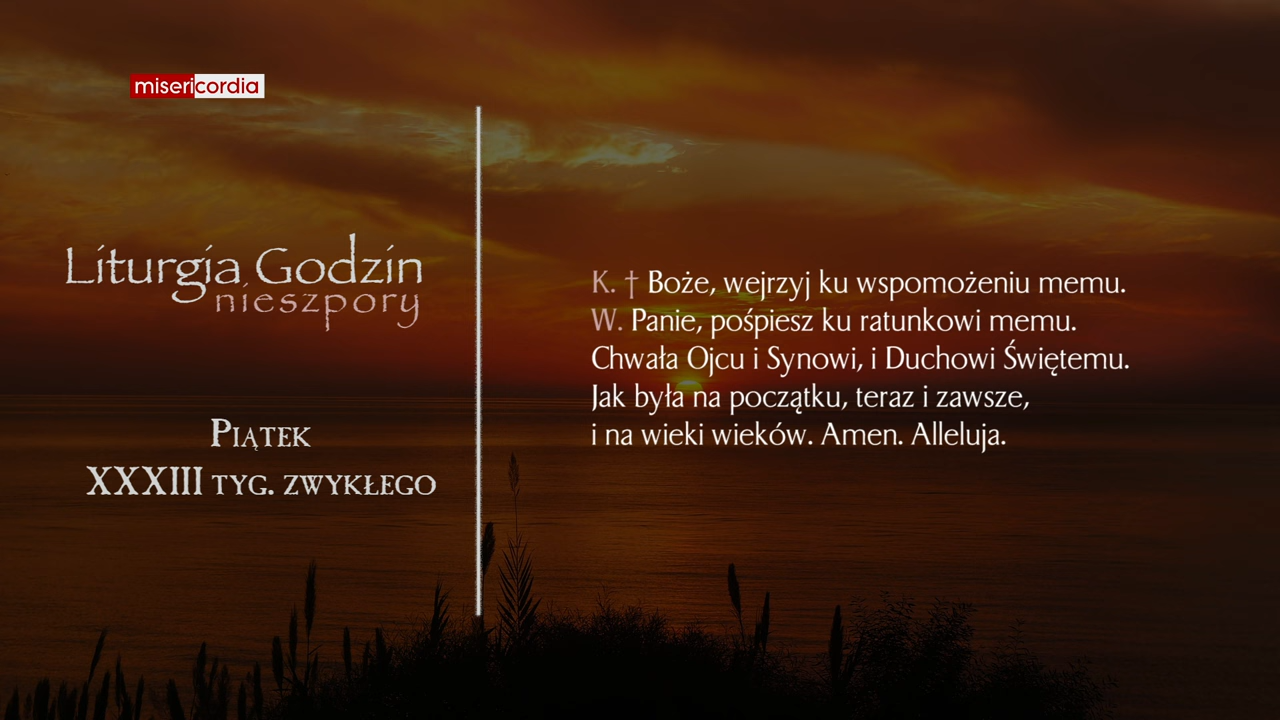 misericordia
Liturgia Godzin
nieszpory
Piątek
XXXIII tyg. zwykłego
K. † Boże, wejrzyj ku wspomożeniu memu.
W. Panie, pośpiesz ku ratunkowi memu.
Chwała Ojcu i Synowi, i Duchowi Świętemu.
Jak była na początku, teraz i zawsze,
i na wieki wieków. Amen. Alleluja.